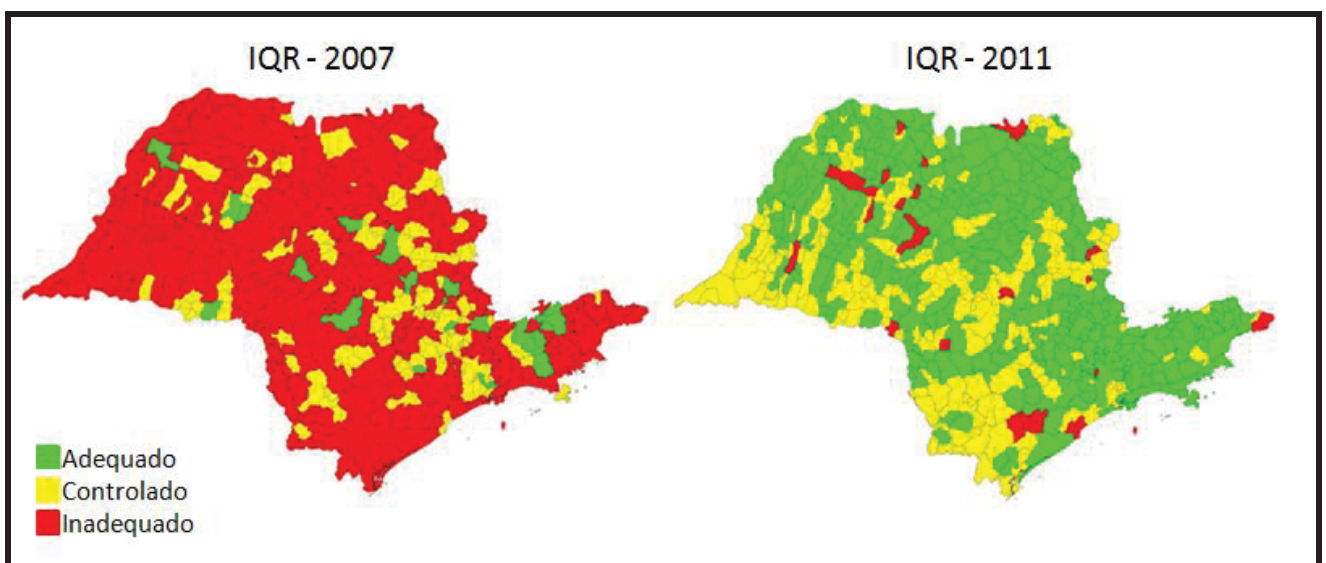 IQR - 2007
IQR - 2011
Adequado
Controlado
Inadequado